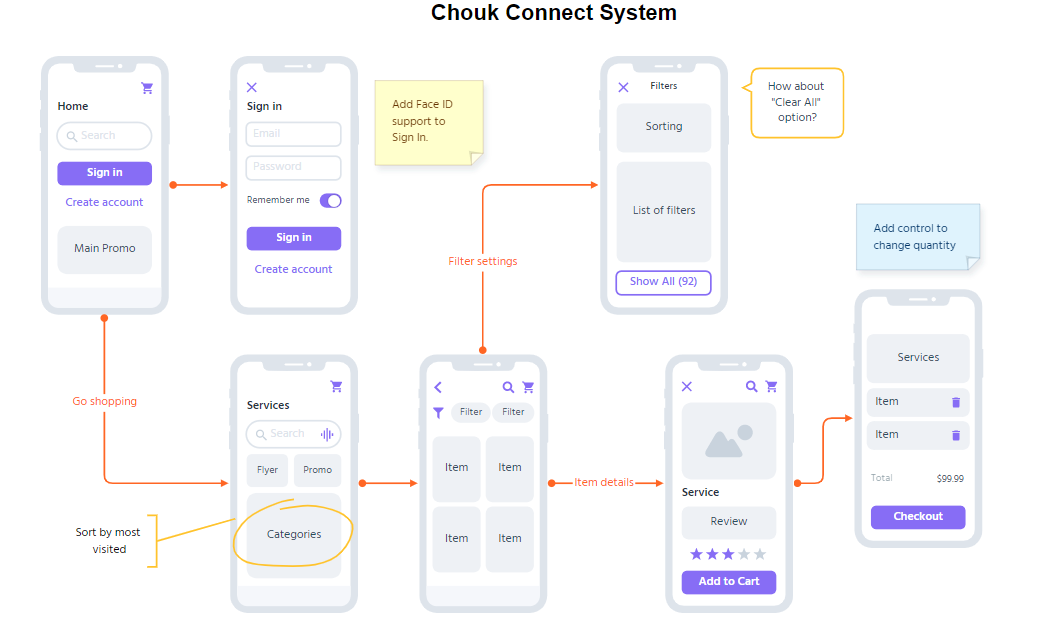 Chouk Connect System
Home
Search
Sign in
Create account
Main Promo
Sign in
Email
Password
Remember me
Sign in
Create account
Add Face ID
support to
Sign In.
Filters
Sorting
List of filters
Show All (92)
How about
"Clear All"
option?
Filter settings
Go shopping
Services
Search
Flyer
Promo
Categories
Sort by most
visited
Filter
Filter
Item
Item
Item
Item
Item details
Service
Review
Add to Cart
Add control to
change quantity
Services
Item
Item
Total
$99.99
Checkout